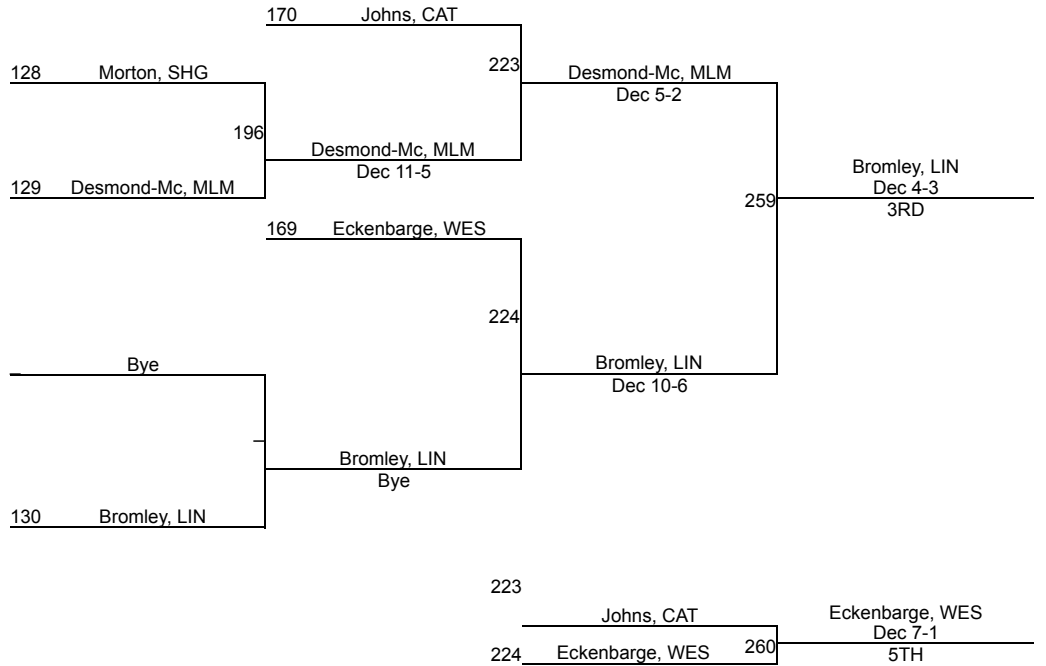 170 Johns, CAT
128 Morton, SHG
223
Desmond-Mc, MLM
Dec 5-2
196
Desmond-Mc, MLM
Dec 11-5
129 Desmond-Mc, MLM
Bromley, LIN
Dec 4-3
3RD
259
169 Eckenbarge, WES
224
Bye
Bromley, LIN
Dec 10-6
Bromley, LIN
Bye
130 Bromley, LIN
223
Johns, CAT
224 Eckenbarge, WES
260
Eckenbarge, WES
Dec 7-1
5TH